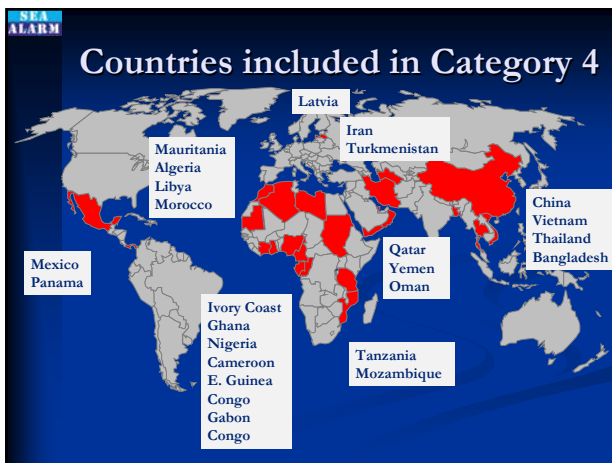 SEA
ALARM
Countries included in Category 4
Latvia
Iran
Turkmenistan
Mauritania
Algeria
Libya
Morocco
China
Vietnam
Thailand
Bangladesh
Qatar
Yemen
Oman
Mexico
Panama
Ivory Coast
Ghana
Nigeria
Cameroon
E. Guinea
Congo
Gabon
Congo
Tanzania
Mozambique